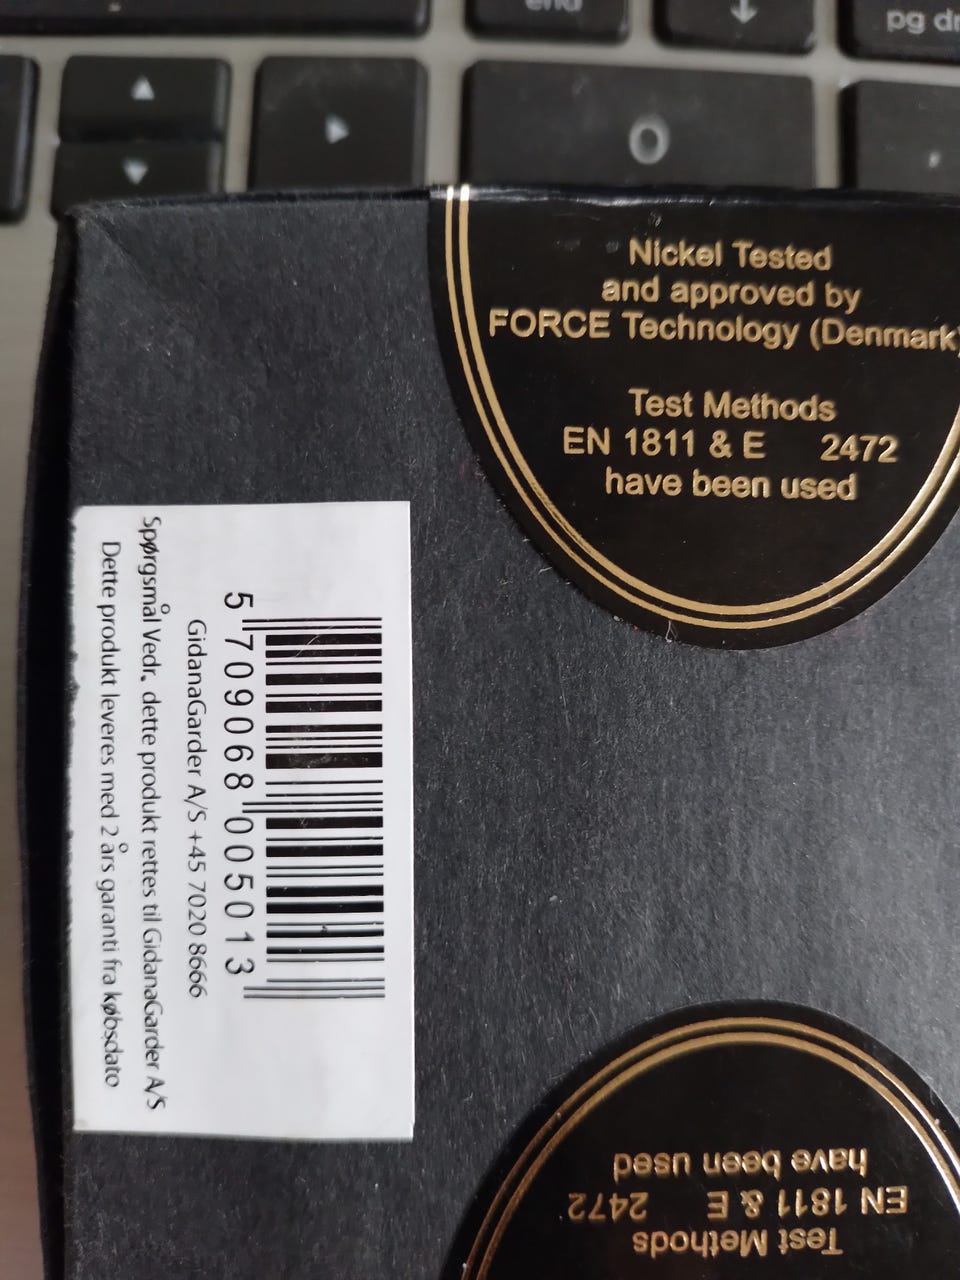 end
pg dn
0
Nickel Tested
and approved by
FORCE Technology (Denmark)
Test Methods
EN 1811 & E 2472
have been used
5 709068 005013
GidanaGarder A/S +45 7020 8666
Spørgsmål Vedr. dette produkt rettes til GidanaGarder A/S
Dette produkt leveres med 2 års garanti fra købsdato
Test Methods
EN 1811 & E 2472
have been used